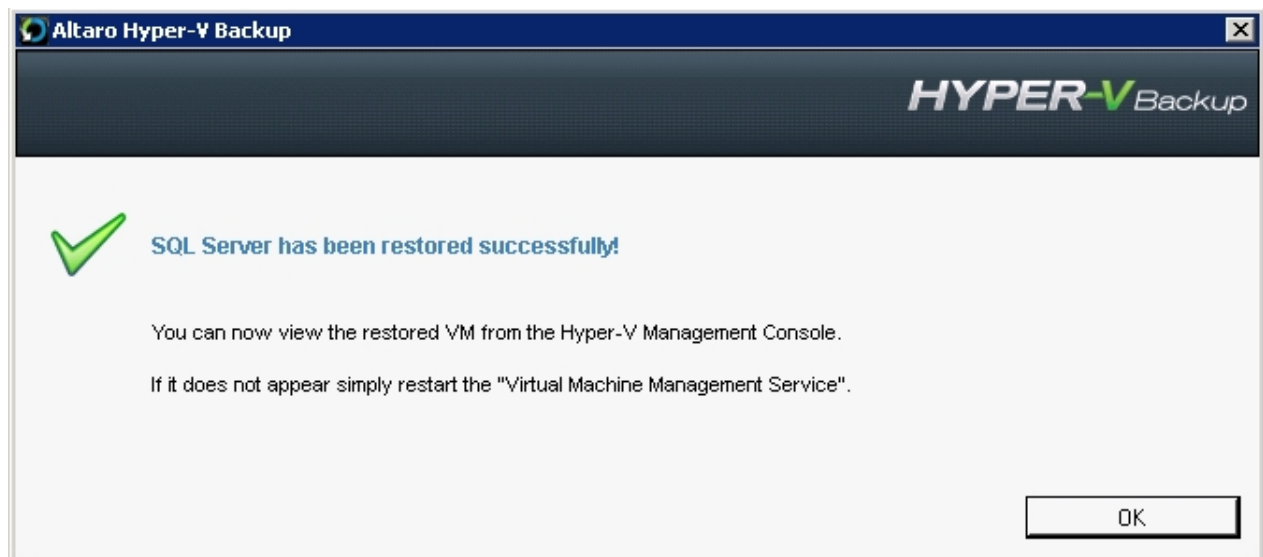 Altaro Hyper-V Backup
HYPER-V Backup
SQL Server has been restored successfully!
You can now view the restored VM from the Hyper-V Management Console.
If it does not appear simply restart the "Virtual Machine Management Service".
OK